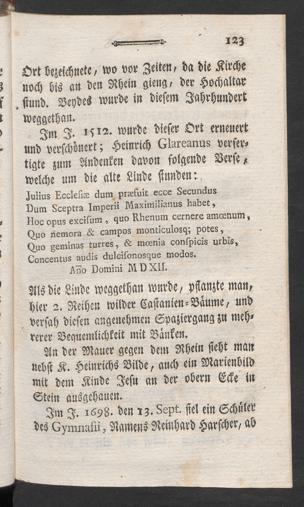 123
Ort bezeichnete, wo vor Zeiten, da die Kirche
noch bis an den Rhein gieng, der Hochaltar
stund. Beydes wurde in diesem Jahrhundert
weggethan.
Im J. 1512. wurde dieser Ort erneuert
und verschönert; Heinrich Glareanus verfer-
tigte zum Andenken davon folgende Verse,
welche um die alte Linde stunden:
Julius Ecclesiæ dum præsuit ecce Secundus
Dum Sceptra Imperii Maximilianus habet,
Hoc opus excisum, quo Rhenum cernere amœnum,
Quo nemora & campos monticulosq; potes,
Quo geminas turres, & mœnia conspicis urbis,
Concentus audis dulcisonosque modos.
Año Domini MDXII.
Als die Linde weggethan wurde, pflanzte man,
hier 2. Reihen wilder Castanien-Bäume, und
versah diesen angenehmen Spaziergang zu meh-
rerer Bequemlichkeit mit Bänken.
An der Mauer gegen dem Rhein sieht man
nebst K. Heinrichs Bilde, auch ein Marienbild
mit dem Kinde Jesu an der obern Ecke in
Stein ausgehauen.
Im J. 1698. den 13. Sept. fiel ein Schüler
des Gymnasii, Namens Reinhard Harscher, ab